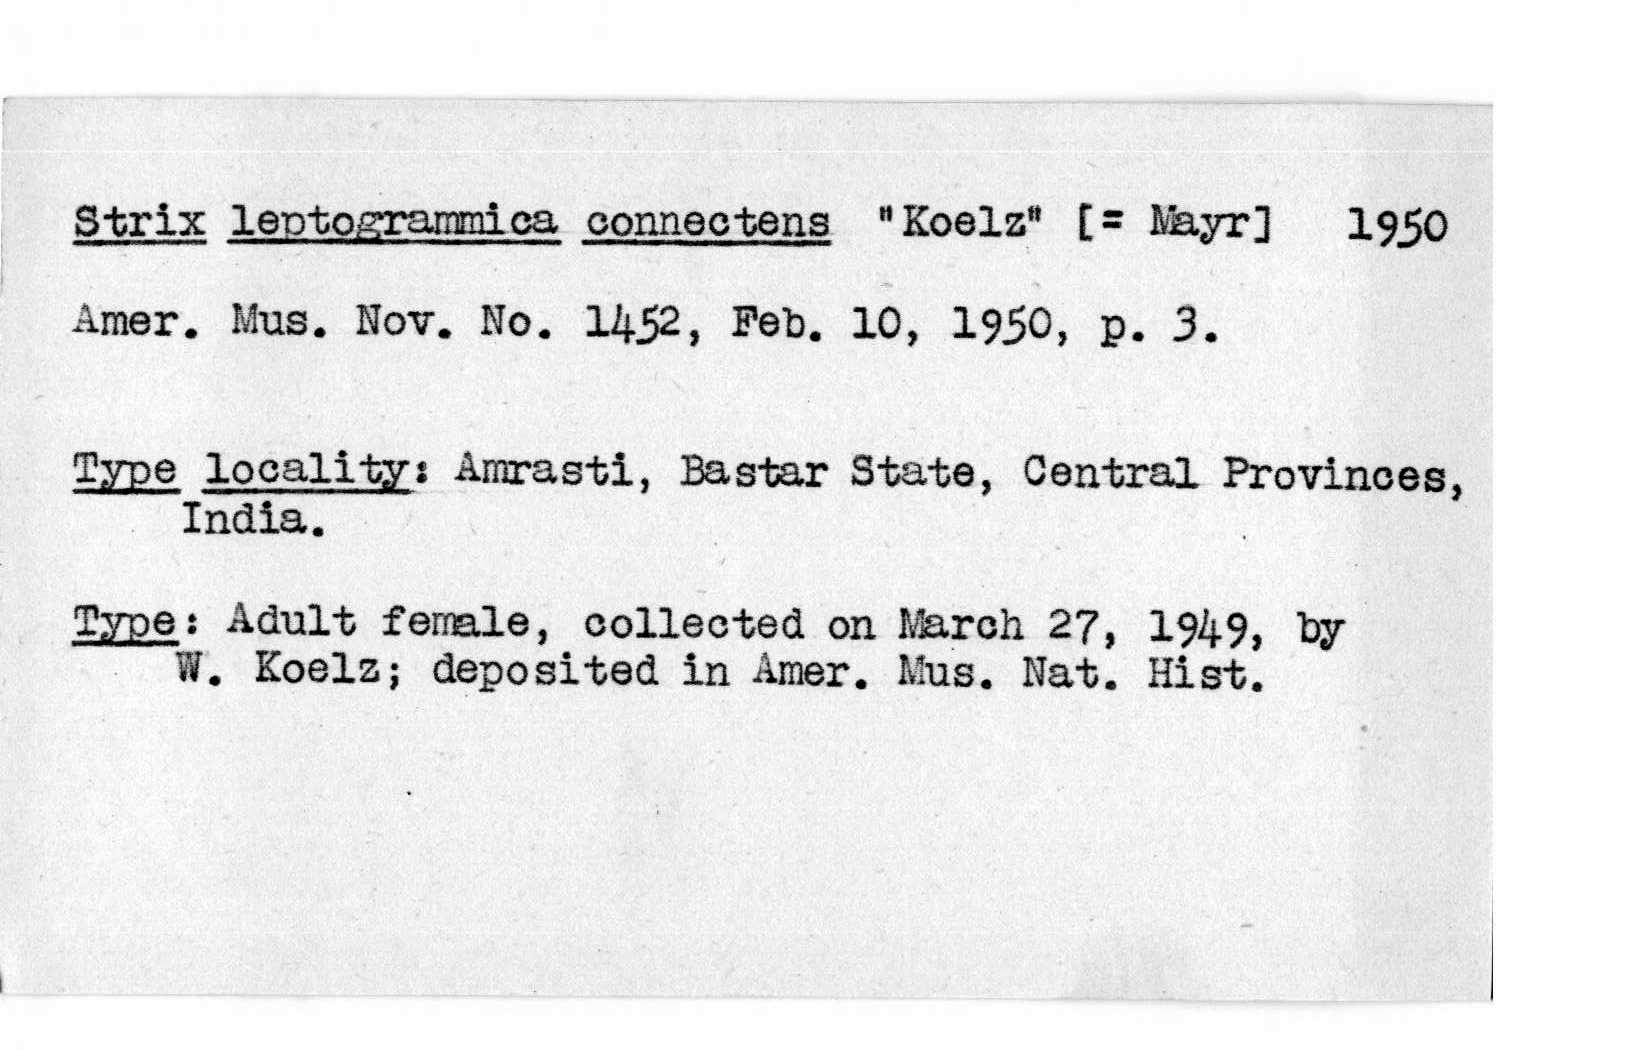 Strix leptogrammica connectens "Koelz" [= Mayr] 1950
Amer. Mus. Nov. No. 1452, Feb. 10, 1950, p. 3.
Type locality: Amrasti, Bastar State, Central Provinces,
India.
Type: Adult female, collected on March 27, 1949, by
W. Koelz; deposited in Amer. Mus. Nat. Hist.